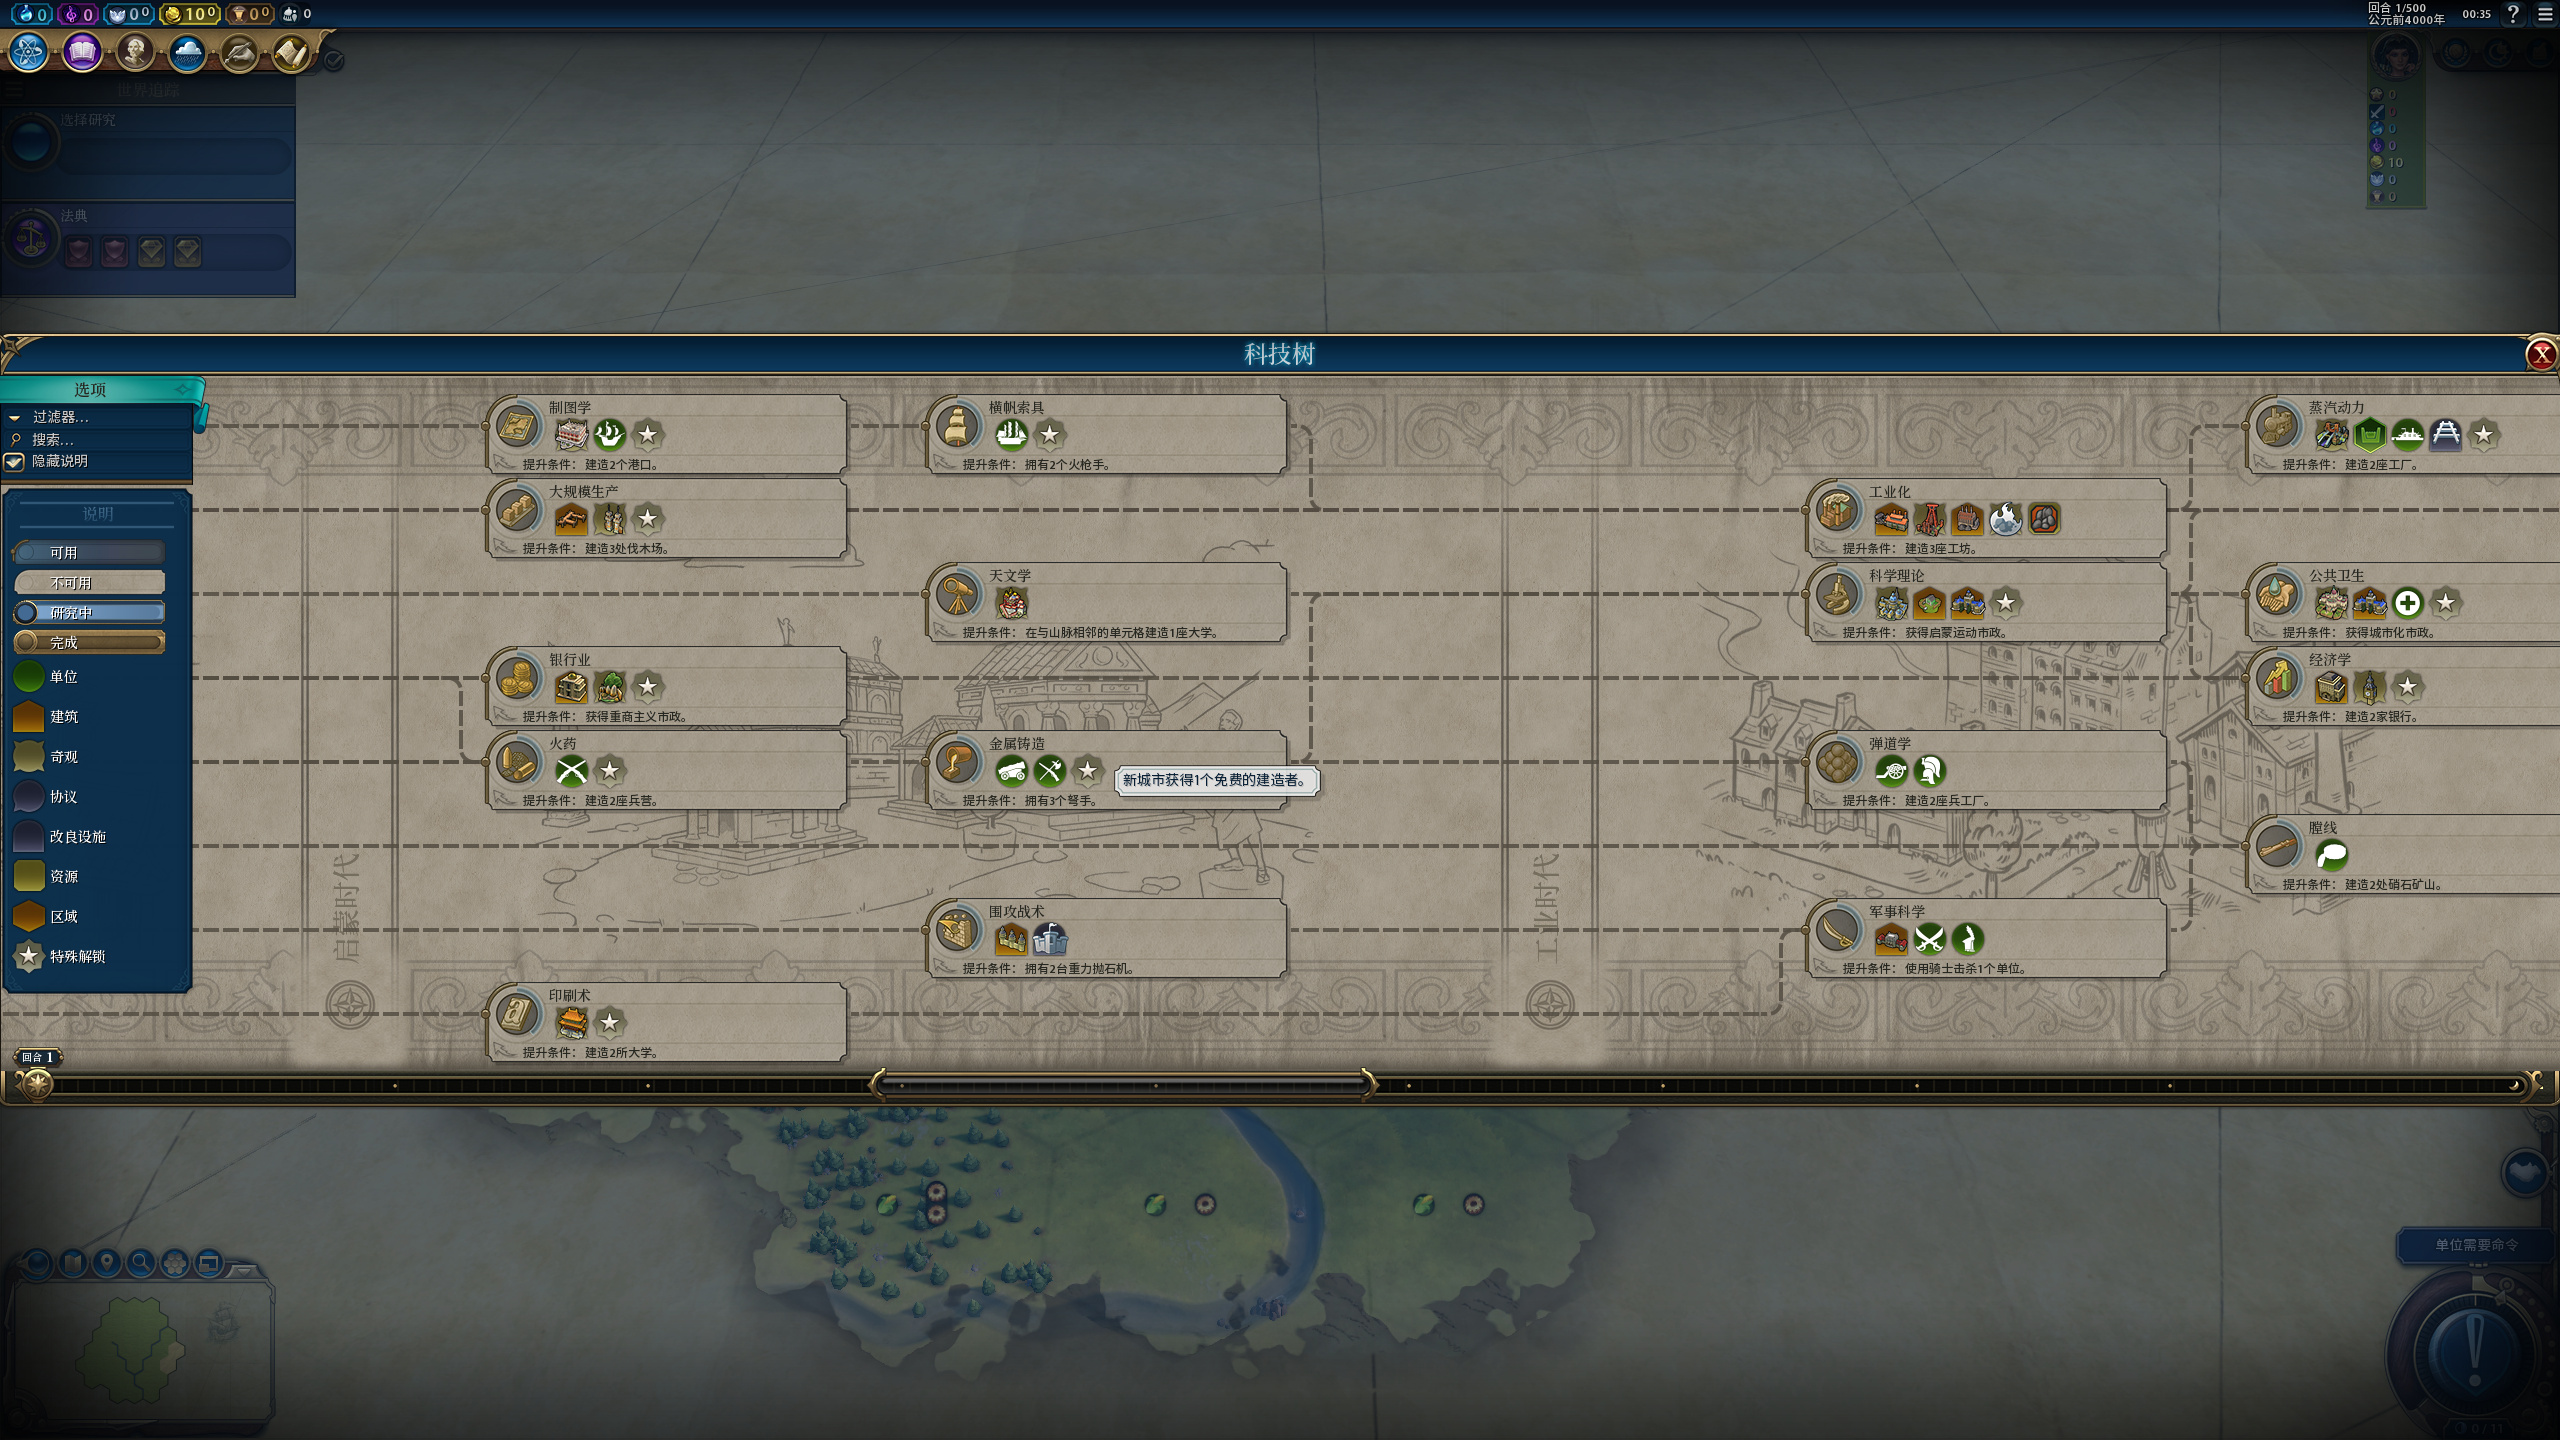 0
0
0 0
10 0
0 0
0
回合 1/500
公元前4000年
00:35
?
世界追踪
选择研究
法典
0
0
0
10
0
0
科技树
X
选项
过滤器...
搜索...
隐藏说明
说明
可用
不可用
研究中
完成
单位
建筑
奇观
协议
改良设施
资源
区域
特殊解锁
启蒙时代
制图学
提升条件： 建造2个港口。
大规模生产
提升条件： 建造3处伐木场。
银行业
提升条件： 获得重商主义市政。
火药
提升条件： 建造2座兵营。
印刷术
提升条件： 建造2所大学。
横帆索具
提升条件： 拥有2个火枪手。
天文学
提升条件： 在与山脉相邻的单元格建造1座大学。
金属铸造
提升条件： 拥有3个弩手。
新城市获得1个免费的建造者。
围攻战术
提升条件： 拥有2台重力抛石机。
工业时代
工业化
提升条件： 建造3座工坊。
科学理论
提升条件： 获得启蒙运动市政。
弹道学
提升条件： 建造2座兵工厂。
军事科学
提升条件： 使用骑士击杀1个单位。
蒸汽动力
提升条件： 建造2座工厂。
公共卫生
提升条件： 获得城市化市政。
经济学
提升条件： 建造2家银行。
膛线
提升条件： 建造2处硝石矿山。
回合 1
单位需要命令